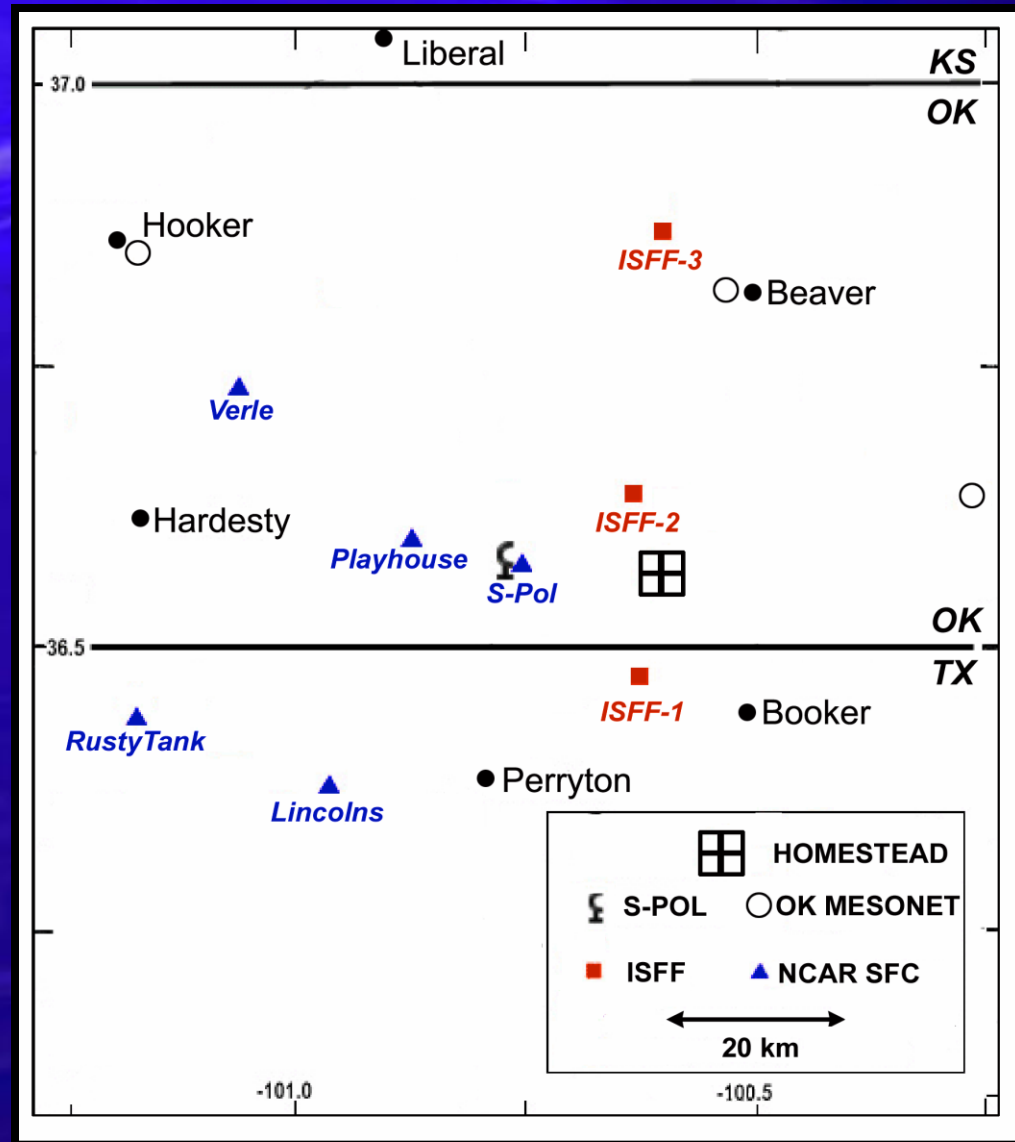 Liberal
KS
37.0
OK
Hooker
ISFF-3
Beaver
Verle
Hardesty
ISFF-2
Playhouse
S-Pol
OK
36.5
TX
ISFF-1
Booker
RustyTank
Perryton
Lincolns
HOMESTEAD
S-POL OK MESONET
ISFF NCAR SFC
20 km
-101.0 -100.5